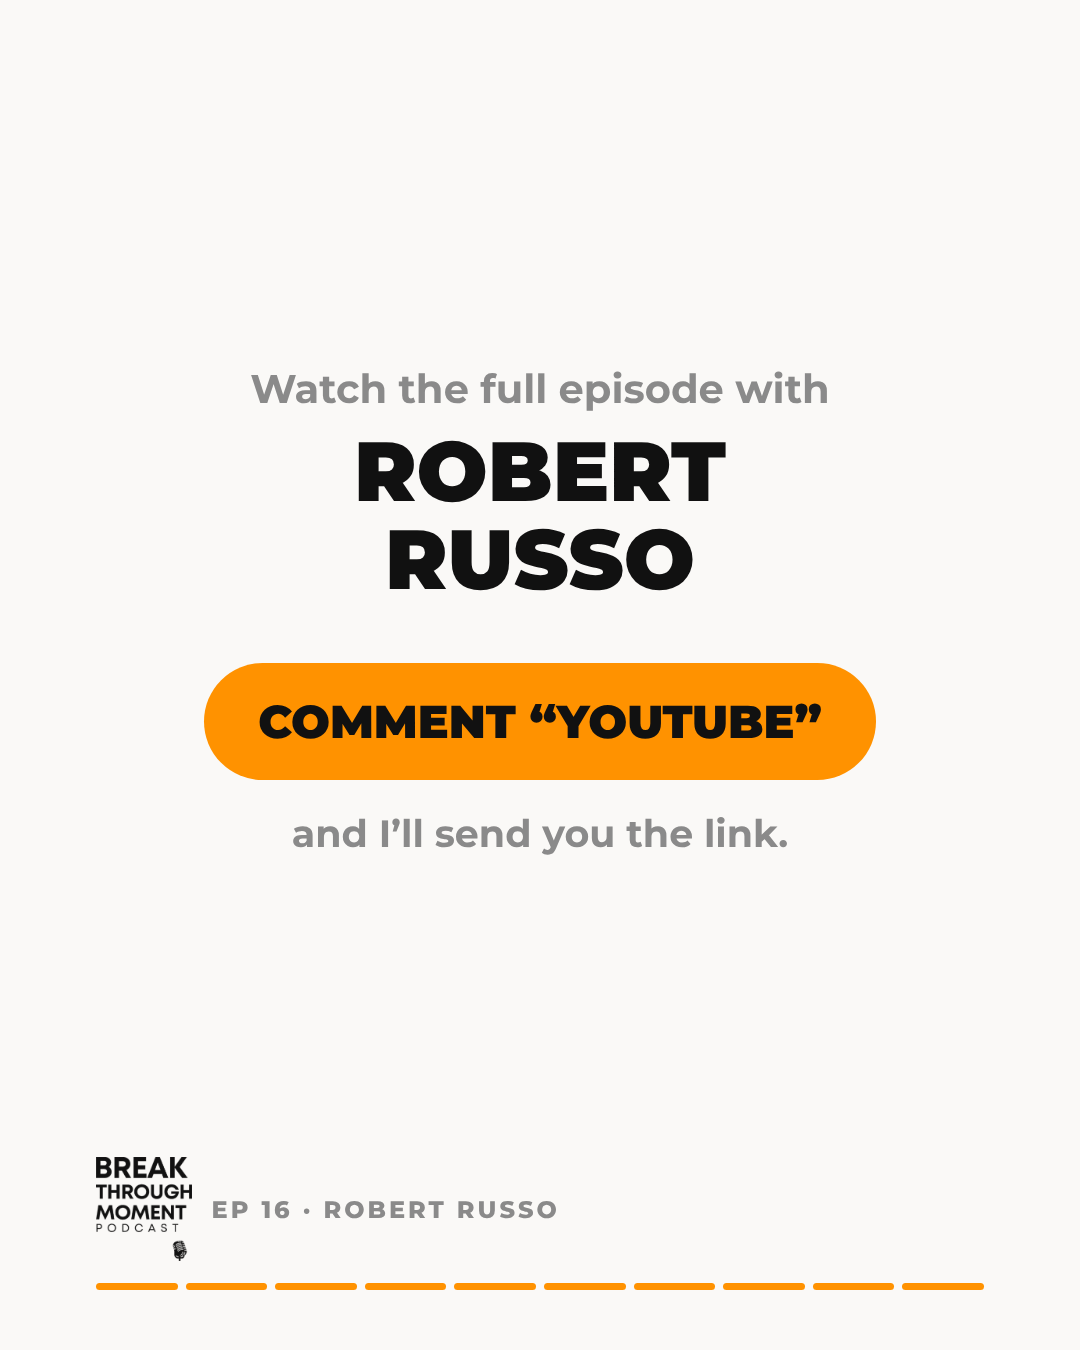 Watch the full episode with
ROBERT
RUSSO
COMMENT “YOUTUBE”
and I’ll send you the link.
BREAK
THROUGH
MOMENT
PODCAST
EP 16 · ROBERT RUSSO